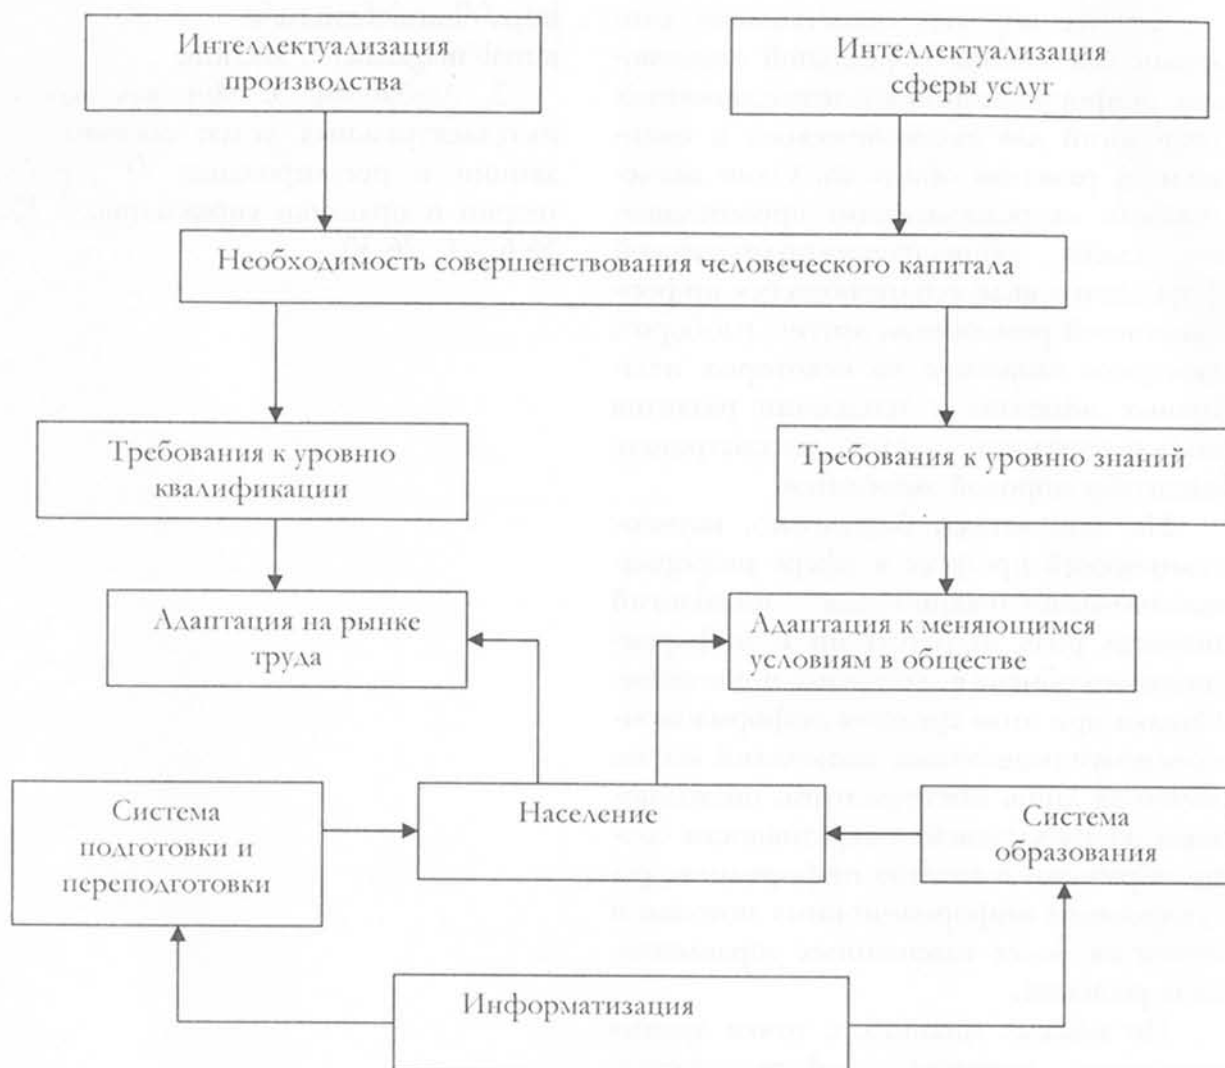 Интеллектуализация
производства
Интеллектуализация
сферы услуг
Необходимость совершенствования человеческого капитала
Требования к уровню
квалификации
Требования к уровню знаний
Адаптация на рынке
труда
Адаптация к меняющимся
условиям в обществе
Система
подготовки и
переподготовки
Население
Система
образования
Информатизация